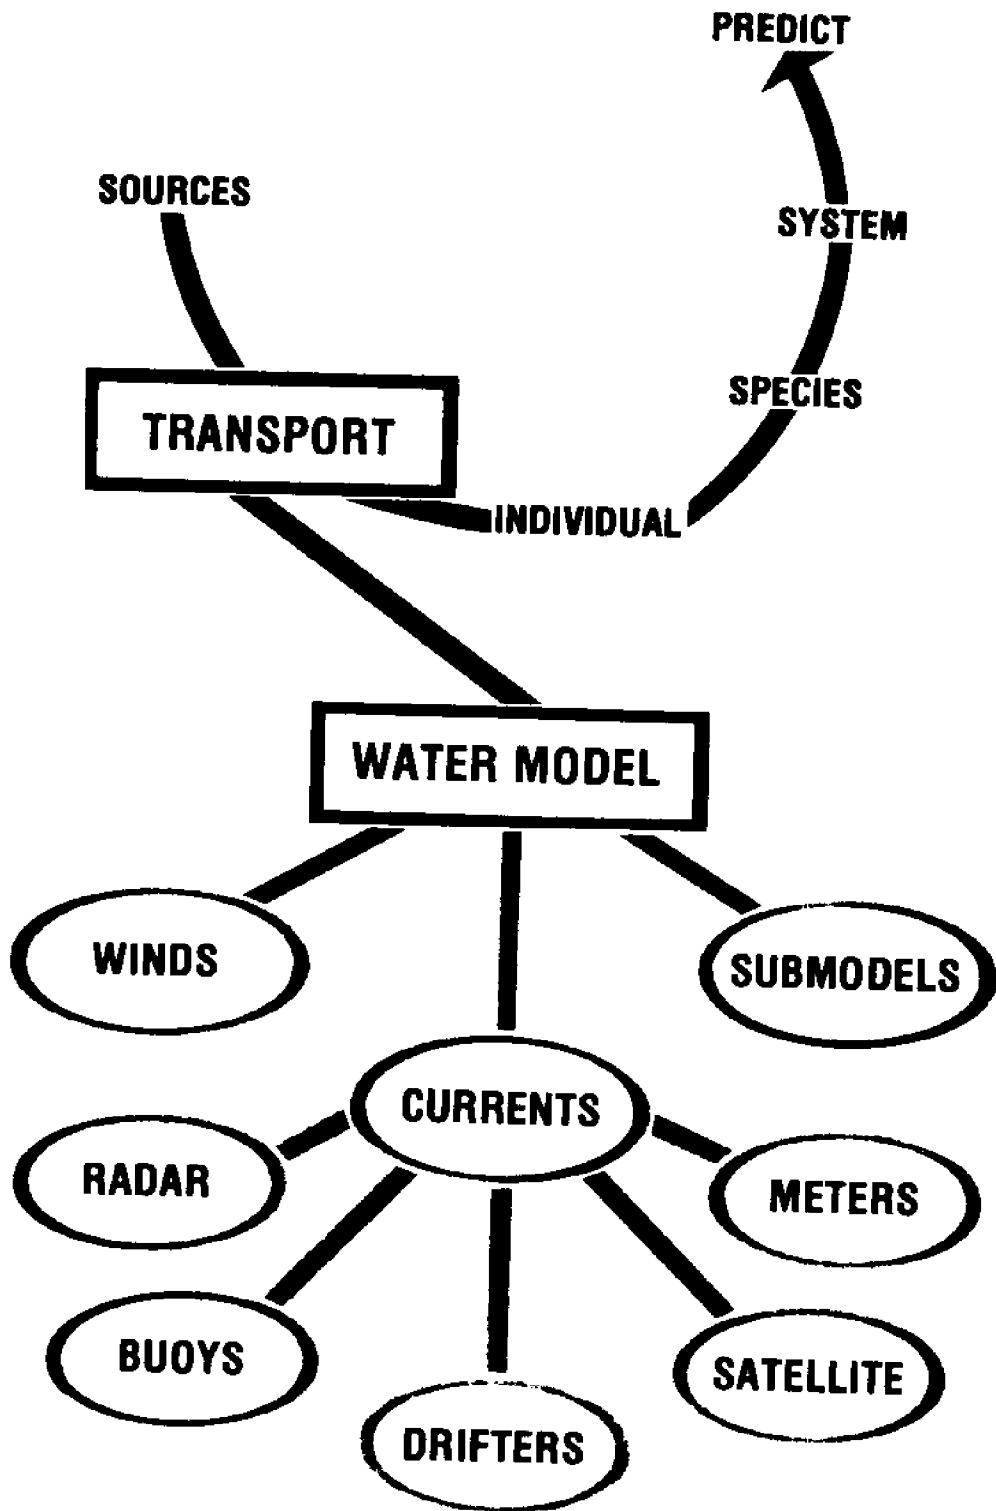 PREDICT
SOURCES
SYSTEM
SPECIES
TRANSPORT
INDIVIDUAL
WATER MODEL
WINDS
SUBMODELS
CURRENTS
RADAR
METERS
BUOYS
SATELLITE
DRIFTERS